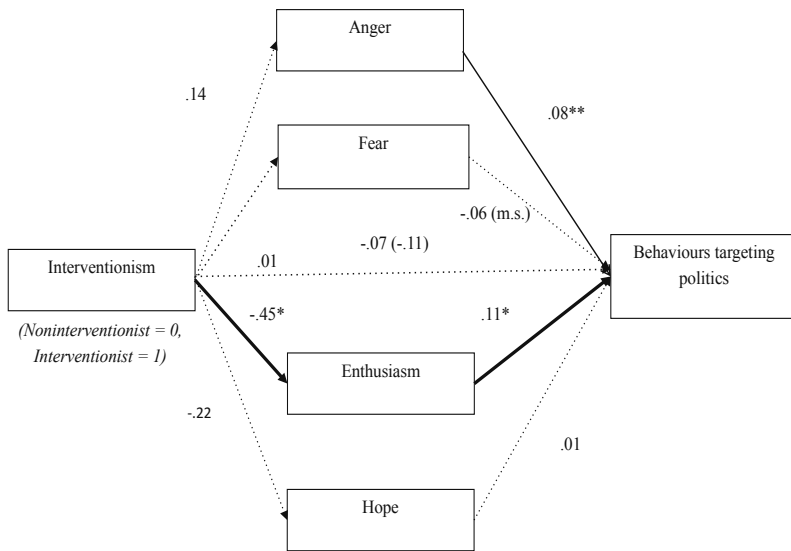 Anger
.14
.08**
Fear
-.06 (m.s.)
-.07 (-.11)
Interventionism
.01
Behaviours targeting
politics
(Noninterventionist = 0,
Interventionist = 1)
-.45*
.11*
Enthusiasm
-.22
.01
Hope